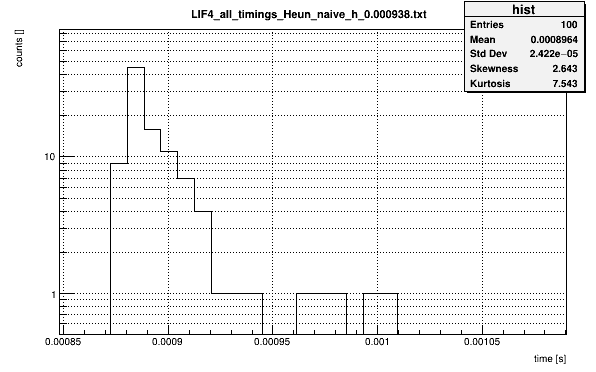 LIF4_all_timings_Heun_naive_h_0.000938.txt
hist
Entries 100
Mean 0.0008964
Std Dev 2.422e−05
Skewness 2.643
Kurtosis 7.543
counts []
10
1
0.00085 0.0009 0.00095 0.001 0.00105
time [s]